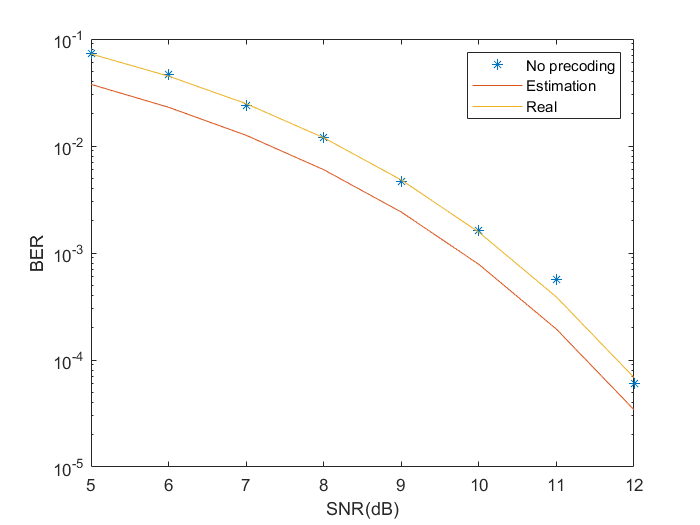 10-1
10-2
10-3
10-4
10-5
BER
5 6 7 8 9 10 11 12
SNR(dB)
No precoding
Estimation
Real